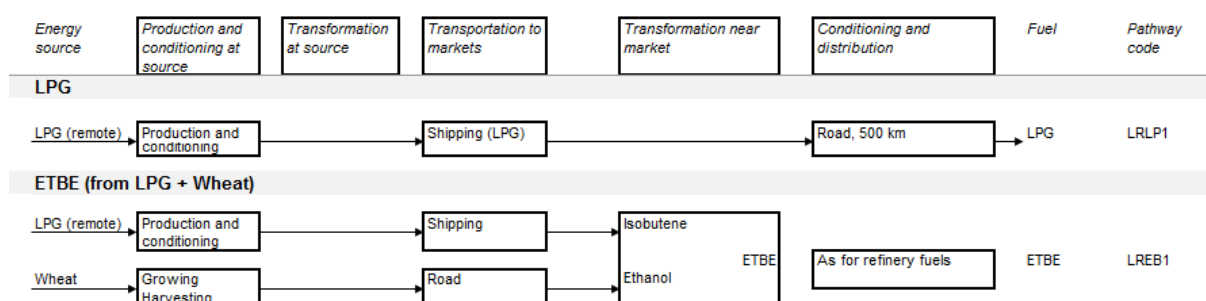 Energy source
Production and conditioning at source
Transformation at source
Transportation to markets
Transformation near market
Conditioning and distribution
Fuel
Pathway code
LPG
LPG (remote)
Production and conditioning
Shipping (LPG)
Road, 500 km
LPG
LRLP1
ETBE (from LPG + Wheat)
LPG (remote)
Production and conditioning
Shipping
Isobutene
ETBE
As for refinery fuels
ETBE
LREB1
Wheat
Growing
Harvesting
Road
Ethanol